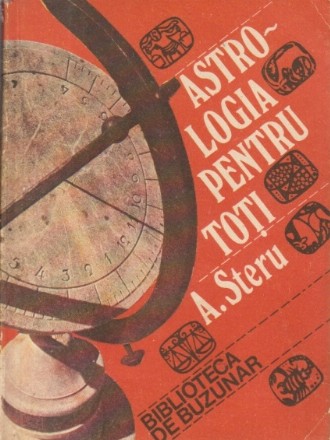 ASTRO~
LOGIA
PENTRU
TOȚI
A. Steru
BIBLIOTECA
DE BUZUNAR